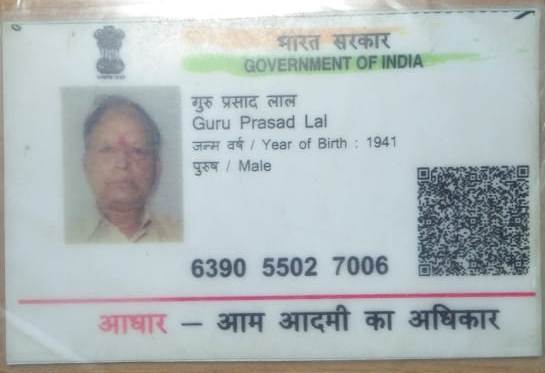 भारत सरकार
GOVERNMENT OF INDIA
गुरु प्रसाद लाल
Guru Prasad Lal
जन्म वर्ष / Year of Birth : 1941
पुरुष / Male
6390 5502 7006
आधार – आम आदमी का अधिकार